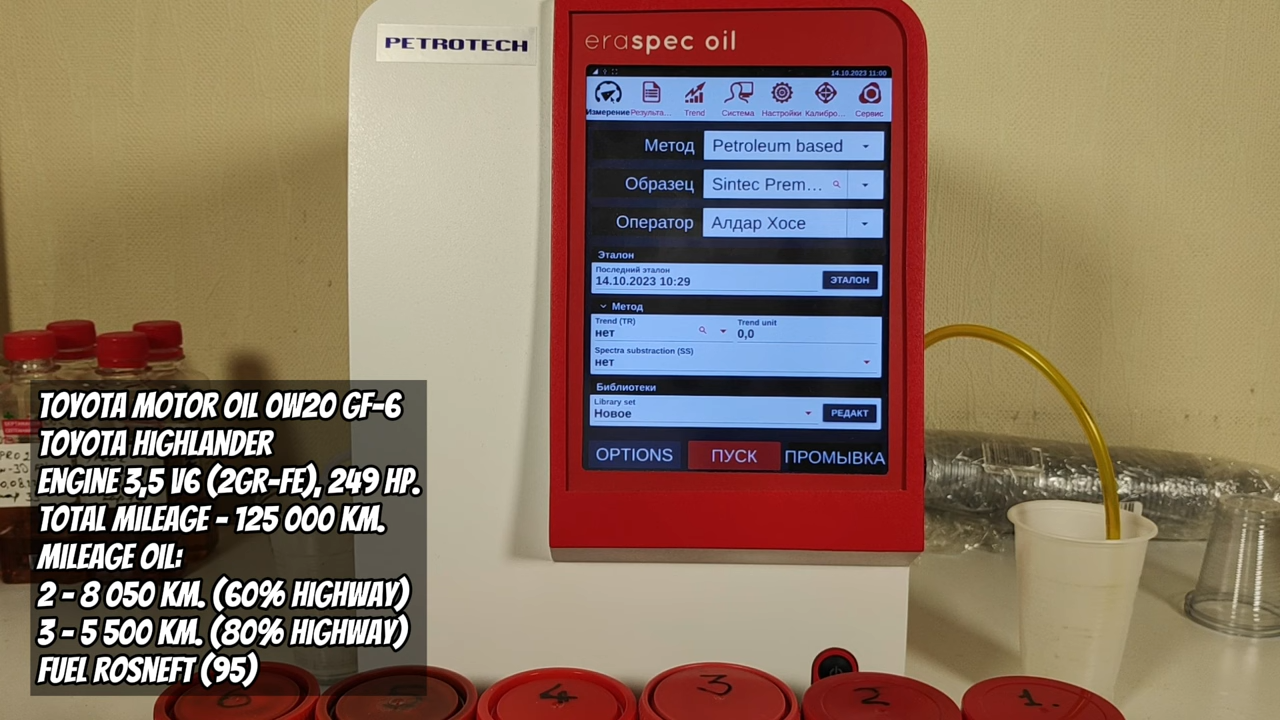 PETROTECH
eraspec oil
14.10.2023 11:00
Измерение
Результа...
Trend
Система
Настройки
Калибро...
Сервис
Метод
Petroleum based
Образец
Sintec Prem...
Оператор
Алдар Хосе
Эталон
Последний эталон
14.10.2023 10:29
ЭТАЛОН
Метод
Trend (TR)
нет
Trend unit
0,0
Spectra substraction (SS)
нет
Библиотеки
Library set
Новое
РЕДАКТ
OPTIONS
ПУСК
ПРОМЫВКА
TOYOTA MOTOR OIL 0W20 GF-6
TOYOTA HIGHLANDER
ENGINE 3,5 V6 (2GR-FE), 249 HP.
TOTAL MILEAGE - 125 000 KM.
MILEAGE OIL:
2 - 8 050 KM. (60% HIGHWAY)
3 - 5 500 KM. (80% HIGHWAY)
FUEL ROSNEFT (95)
6
5
4
3
2
1.